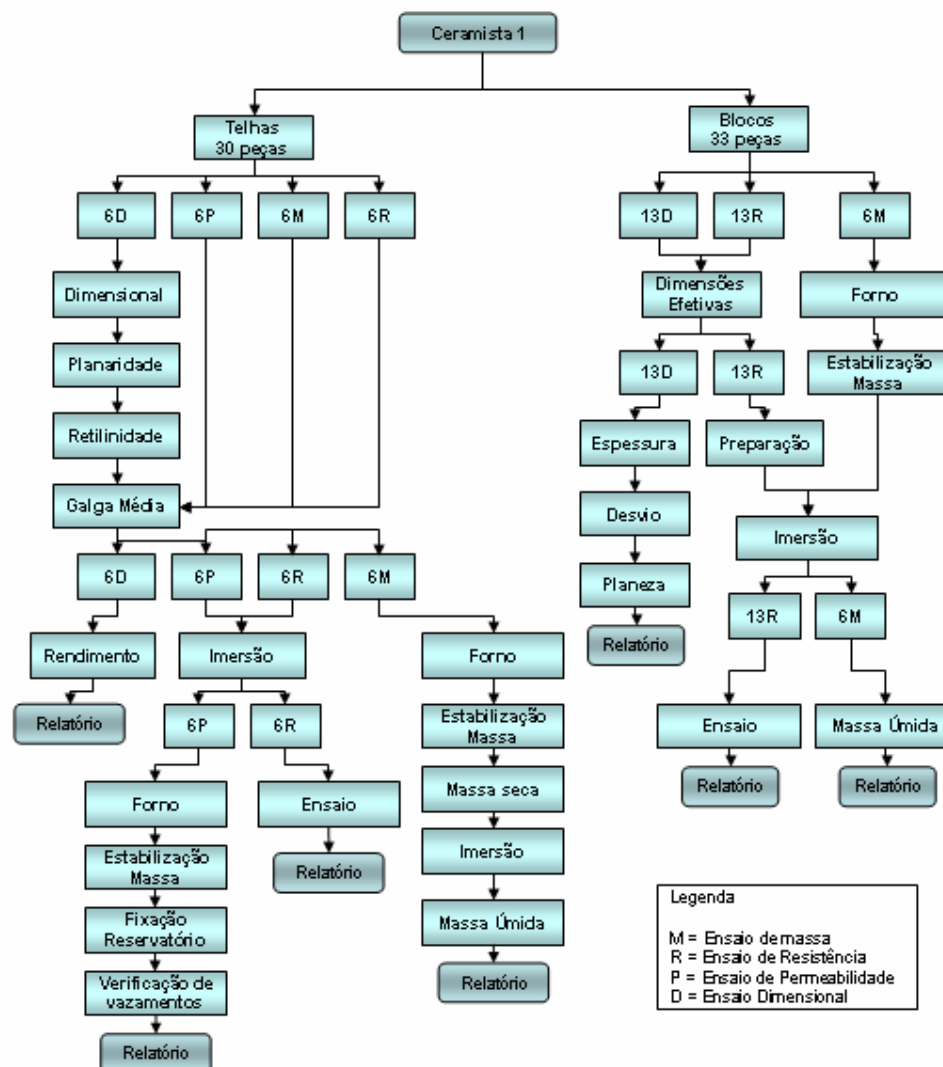 Ceramista 1
Telhas
30 peças
Blocos
33 peças
6D
6P
6M
6R
13D
13R
6M
Dimensional
Dimensões
Efetivas
Forno
Planaridade
13D
13R
Estabilização
Massa
Retilinidade
Espessura
Preparação
Galga Média
Desvio
Imersão
6D
6P
6R
6M
Planeza
13R
6M
Rendimento
Imersão
Forno
Relatório
Relatório
6P
6R
Estabilização
Massa
Ensaio
Massa Úmida
Forno
Ensaio
Massa seca
Relatório
Relatório
Estabilização
Massa
Relatório
Imersão
Fixação
Reservatório
Massa Úmida
Verificação de
vazamentos
Relatório
Relatório
Legenda
M = Ensaio de massa
R = Ensaio de Resistência
P = Ensaio de Permeabilidade
D = Ensaio Dimensional